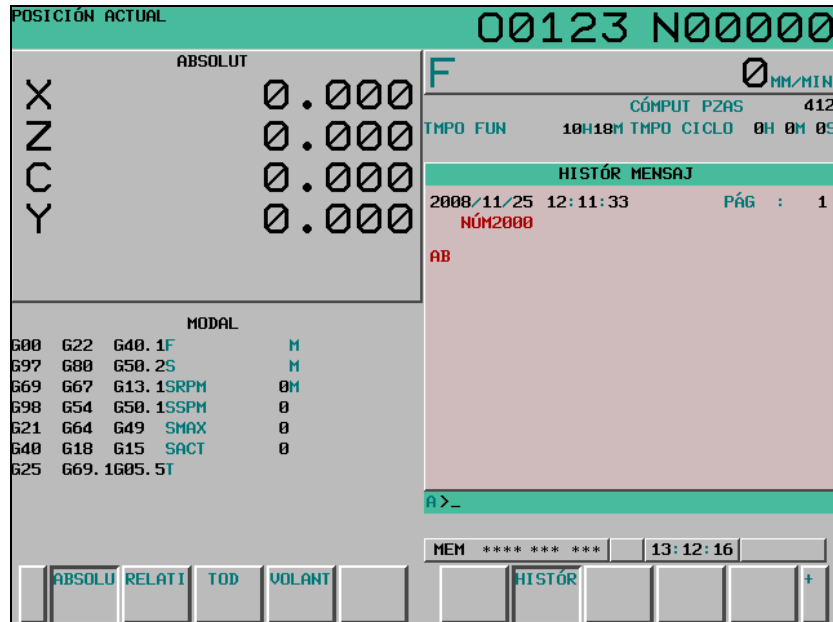 POSICIÓN ACTUAL
O0123 N00000
ABSOLUT
X 0.000
Z 0.000
C 0.000
Y 0.000
F 0 MM/MIN
CÓMPUT PZAS 412
TMPO FUN 10H18M TMPO CICLO 0H 0M 0S
HISTÓR MENSAJ
2008/11/25 12:11:33 PÁG : 1
NÚM2000
AB
MODAL
G00 G22 G40.1 F M
G97 G80 G50.2 S M
G69 G67 G13.1 SRPM 0 M
G98 G54 G50.1 SSPM 0
G21 G64 G49 SMAX 0
G40 G18 G15 SACT 0
G25 G69.1 G05.5 T
A>_
MEM **** *** *** 13:12:16
ABSOLU RELATI TOD VOLANT HISTÓR +